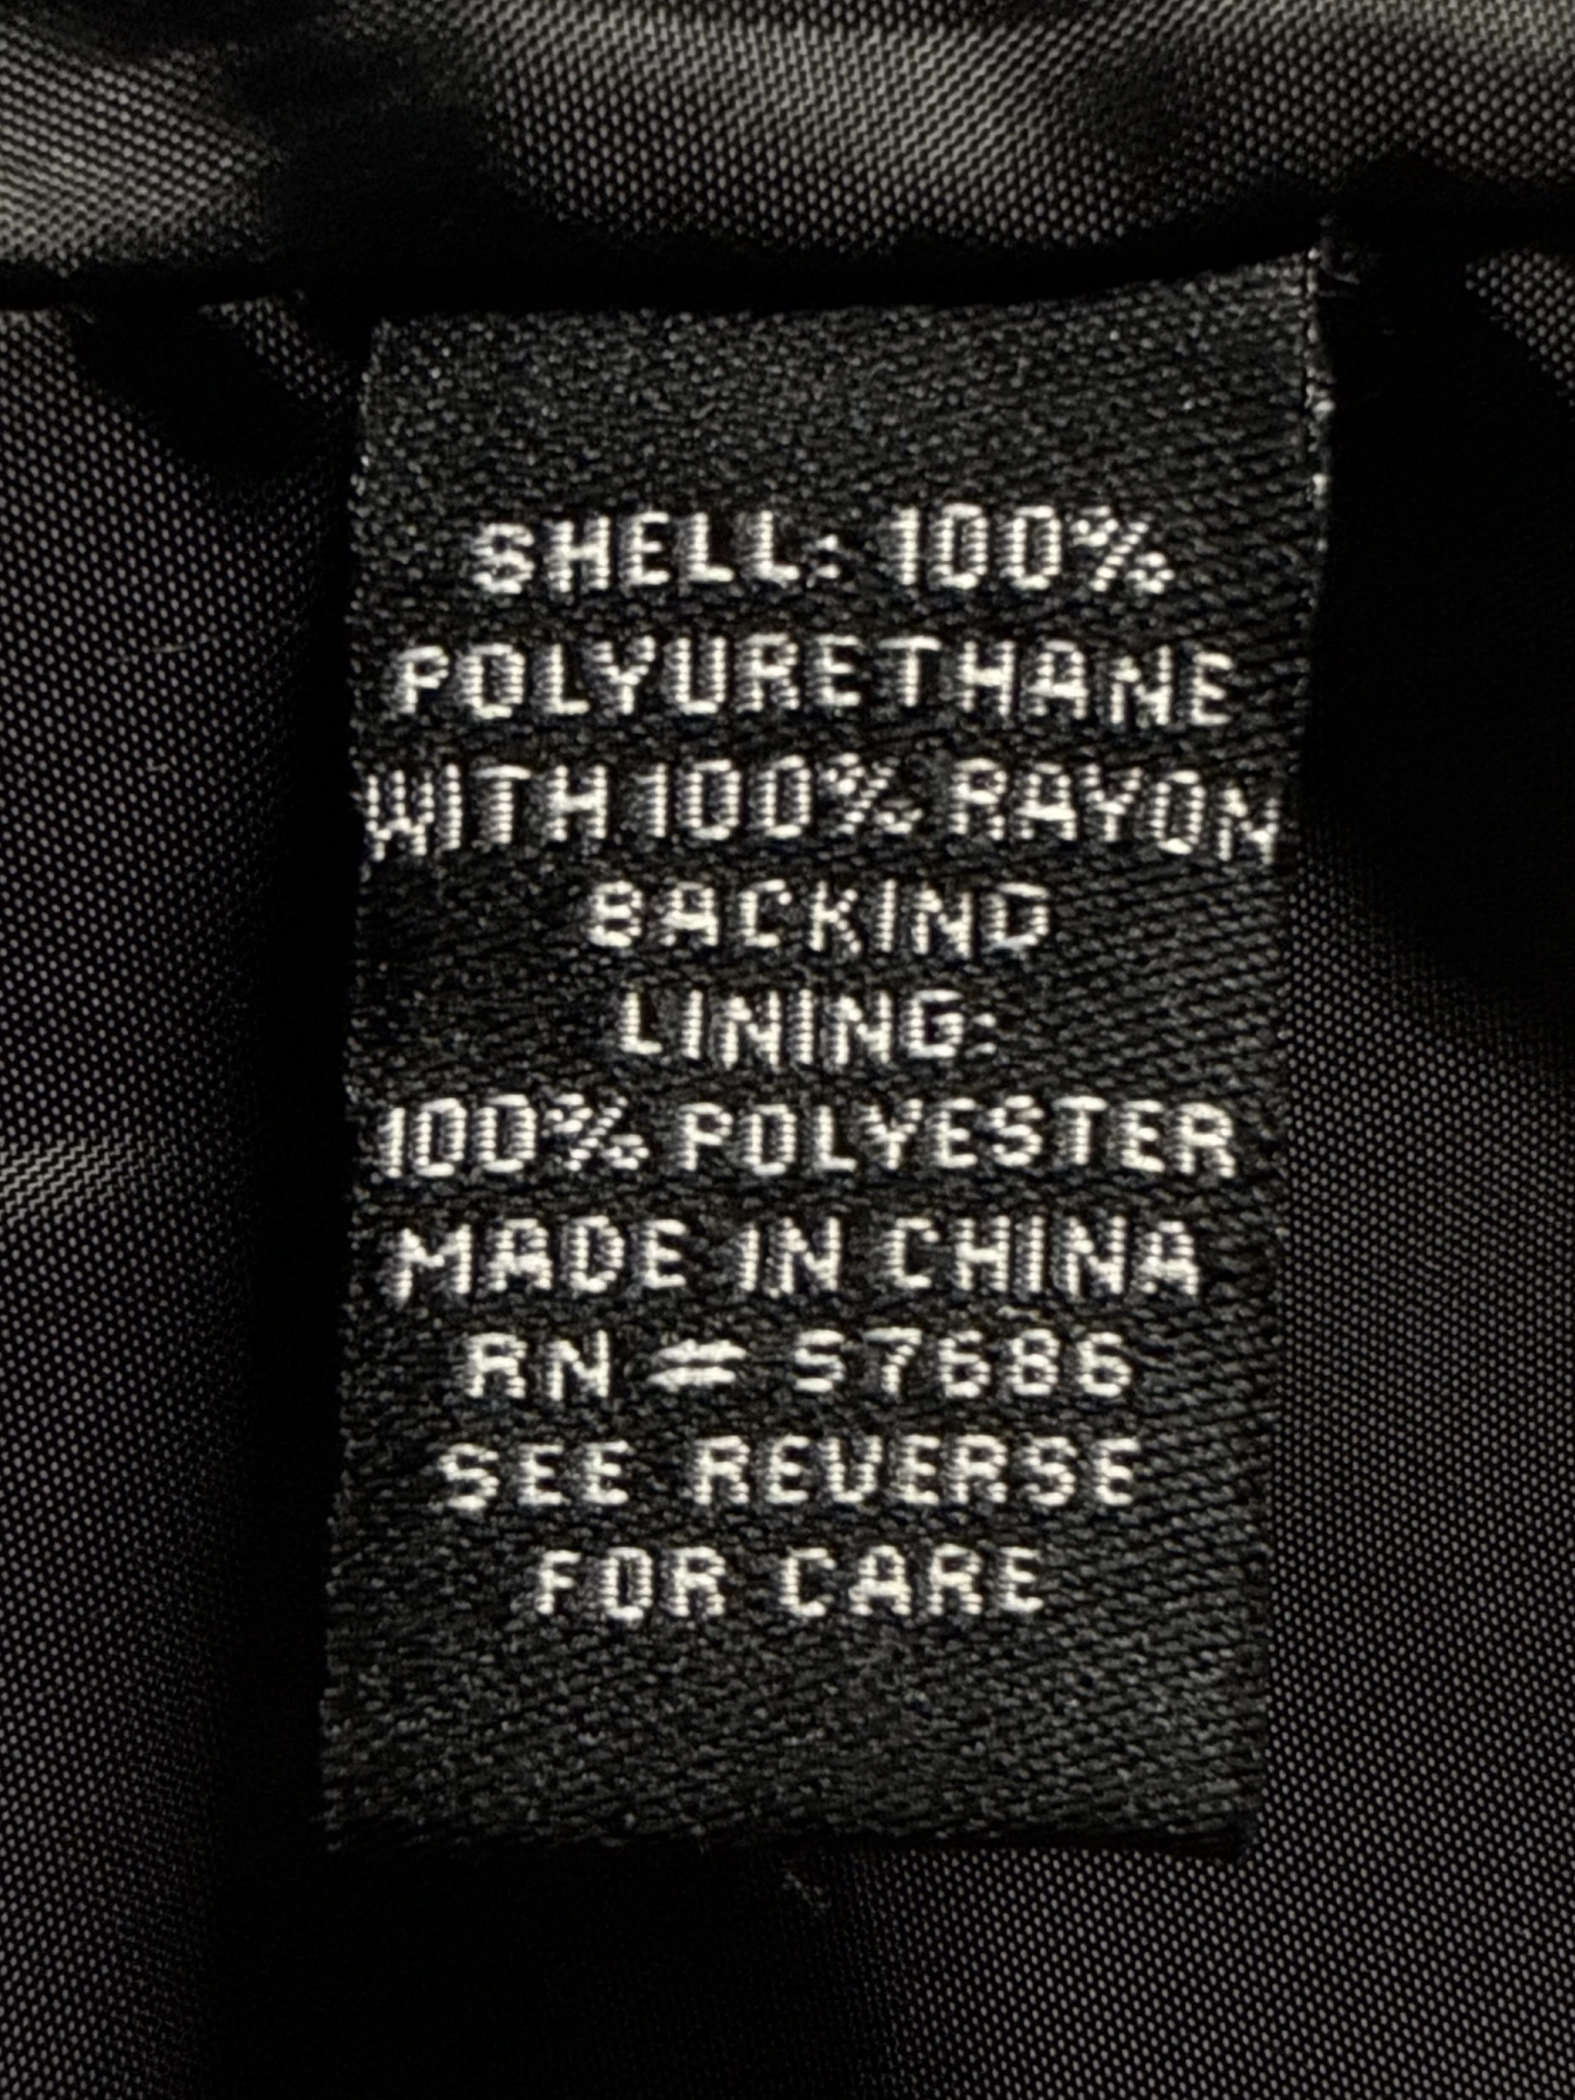 SHELL: 100%
POLYURETHANE
WITH 100% RAYON
BACKIND
LINING:
100% POLYESTER
MADE IN CHINA
RN # 57686
SEE REVERSE
FOR CARE